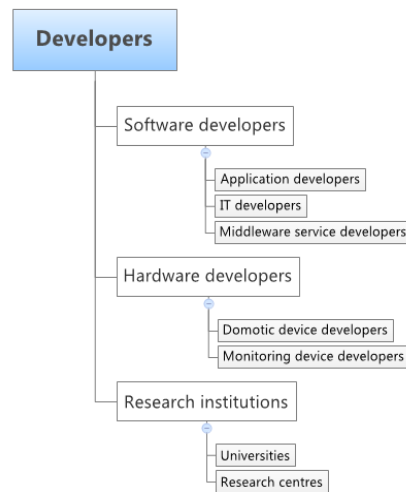 Developers
Software developers
Application developers
IT developers
Middleware service developers
Hardware developers
Domotic device developers
Monitoring device developers
Research institutions
Universities
Research centres